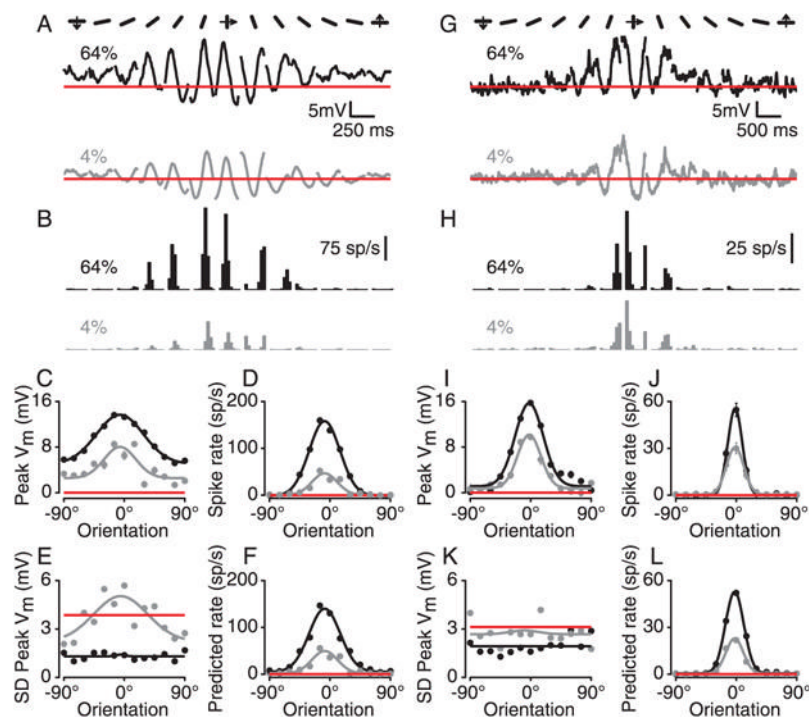 A
G
64%
64%
5mV
250 ms
5mV
500 ms
4%
4%
B
H
64%
75 sp/s
64%
25 sp/s
4%
4%
C
D
I
J
Peak Vm (mV)
16
8
0
-90° 0° 90°
Orientation
Spike rate (sp/s)
200
100
0
-90° 0° 90°
Orientation
Peak Vm (mV)
16
8
0
-90° 0° 90°
Orientation
Spike rate (sp/s)
60
30
0
-90° 0° 90°
Orientation
E
F
K
L
SD Peak Vm (mV)
6
3
0
-90° 0° 90°
Orientation
Predicted rate (sp/s)
200
100
0
-90° 0° 90°
Orientation
SD Peak Vm (mV)
6
3
0
-90° 0° 90°
Orientation
Predicted rate (sp/s)
60
30
0
-90° 0° 90°
Orientation